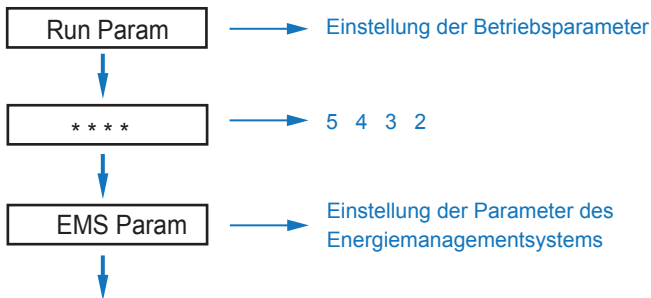 Run Param
Einstellung der Betriebsparameter
* * * *
5 4 3 2
EMS Param
Einstellung der Parameter des
Energiemanagementsystems